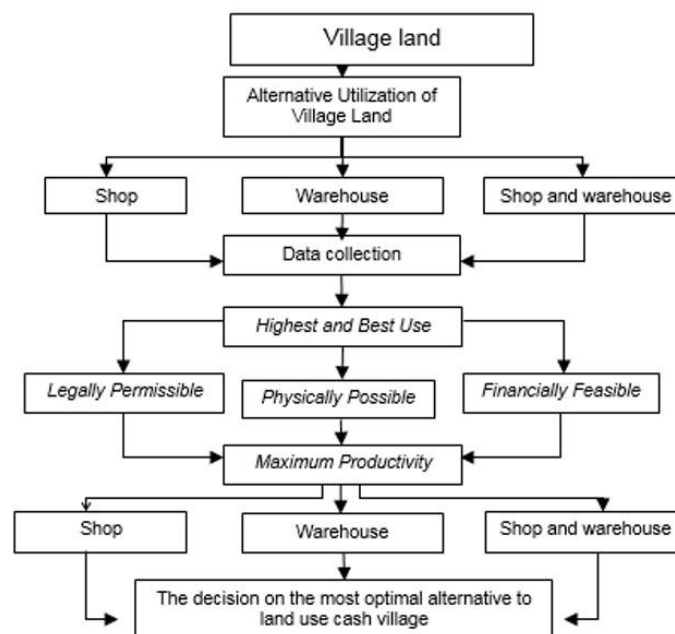 Village land
Alternative Utilization of
Village Land
Shop
Warehouse
Shop and warehouse
Data collection
Highest and Best Use
Legally Permissible
Physically Possible
Financially Feasible
Maximum Productivity
Shop
Warehouse
Shop and warehouse
The decision on the most optimal alternative to
land use cash village